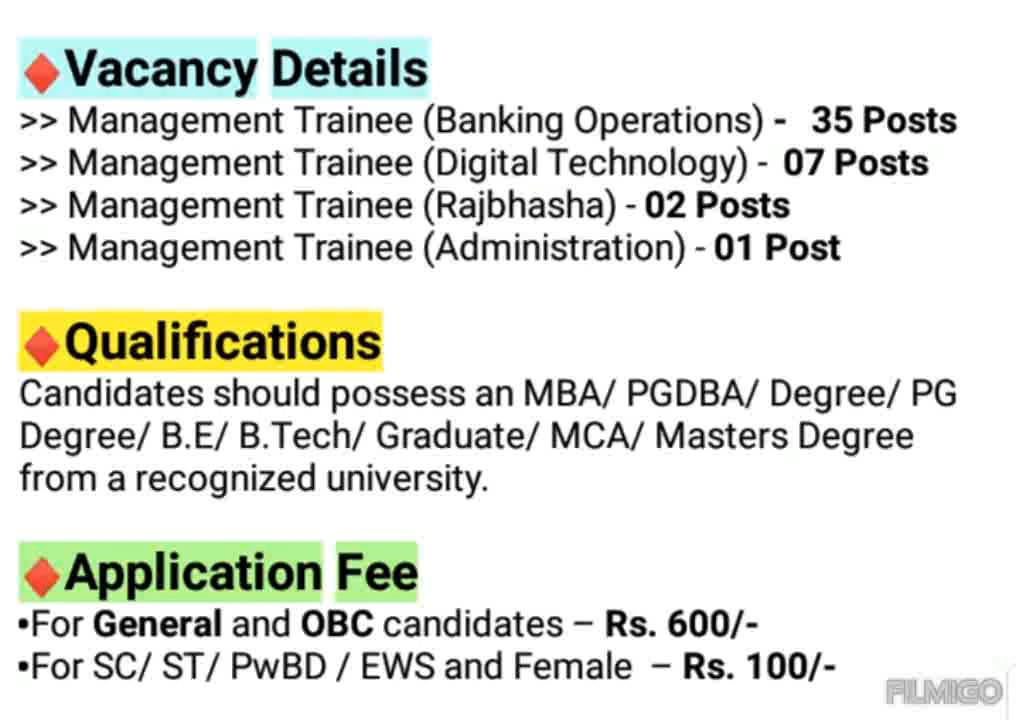 ♦Vacancy Details
>> Management Trainee (Banking Operations) - 35 Posts
>> Management Trainee (Digital Technology) - 07 Posts
>> Management Trainee (Rajbhasha) - 02 Posts
>> Management Trainee (Administration) - 01 Post
♦Qualifications
Candidates should possess an MBA/ PGDBA/ Degree/ PG
Degree/ B.E/ B.Tech/ Graduate/ MCA/ Masters Degree
from a recognized university.
♦Application Fee
•For General and OBC candidates – Rs. 600/-
•For SC/ ST/ PwBD / EWS and Female – Rs. 100/-
FILMIGO